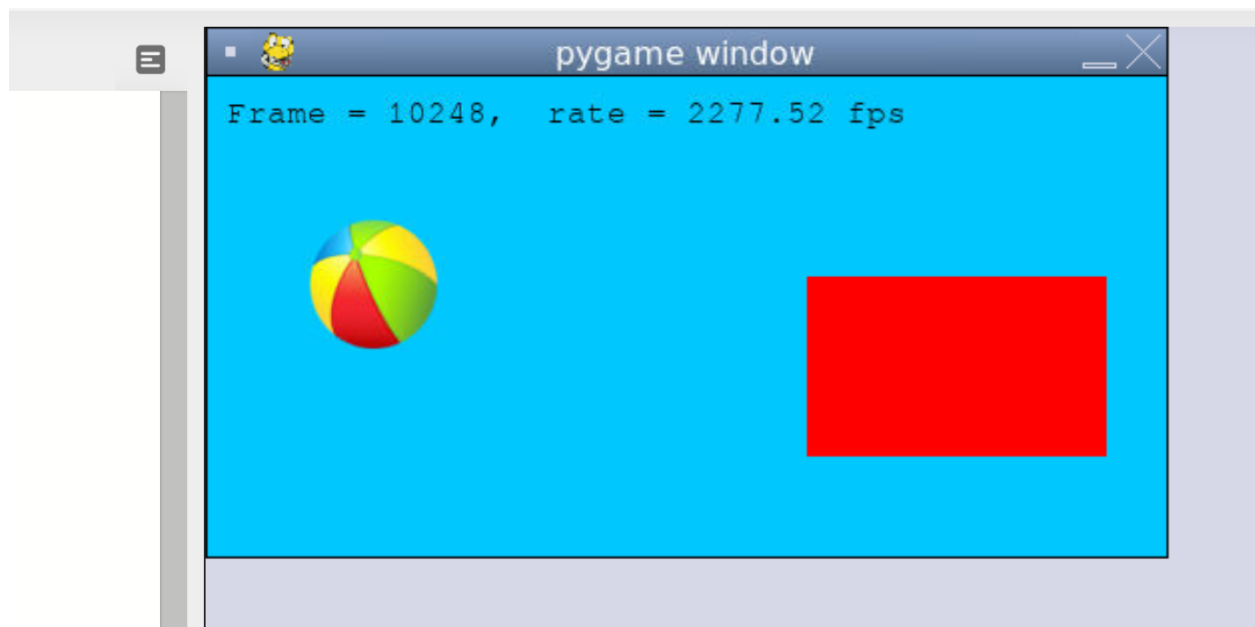 pygame window
Frame = 10248,  rate = 2277.52 fps